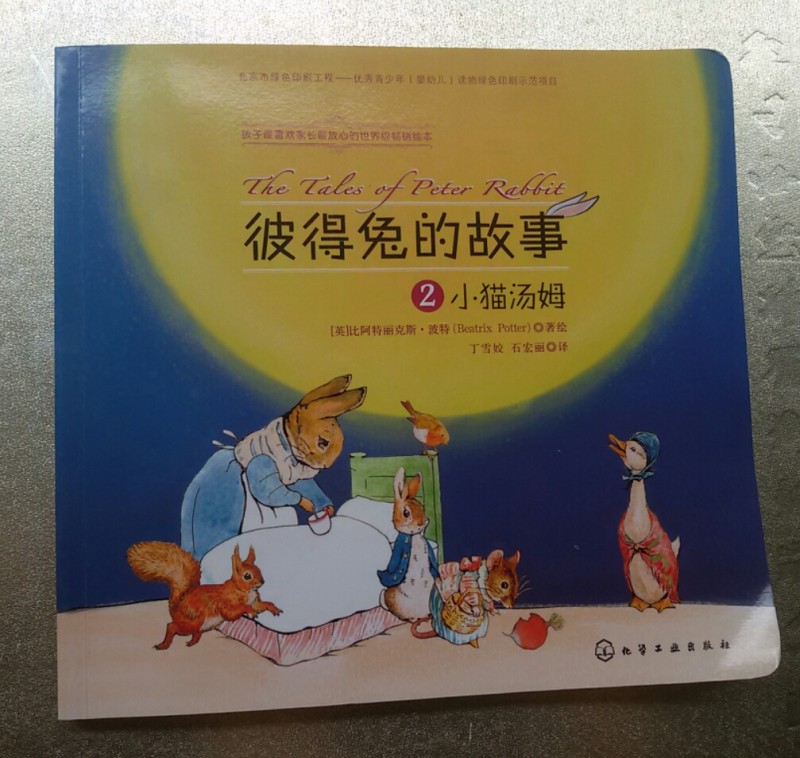 北京市绿色印刷工程——优秀青少年（婴幼儿）读物绿色印刷示范项目
孩子最喜欢家长最放心的世界级畅销绘本
The Tales of Peter Rabbit
彼得兔的故事
2 小猫汤姆
[英]比阿特丽克斯·波特(Beatrix Potter)著绘
丁雪姣 石宏丽 译
化学工业出版社